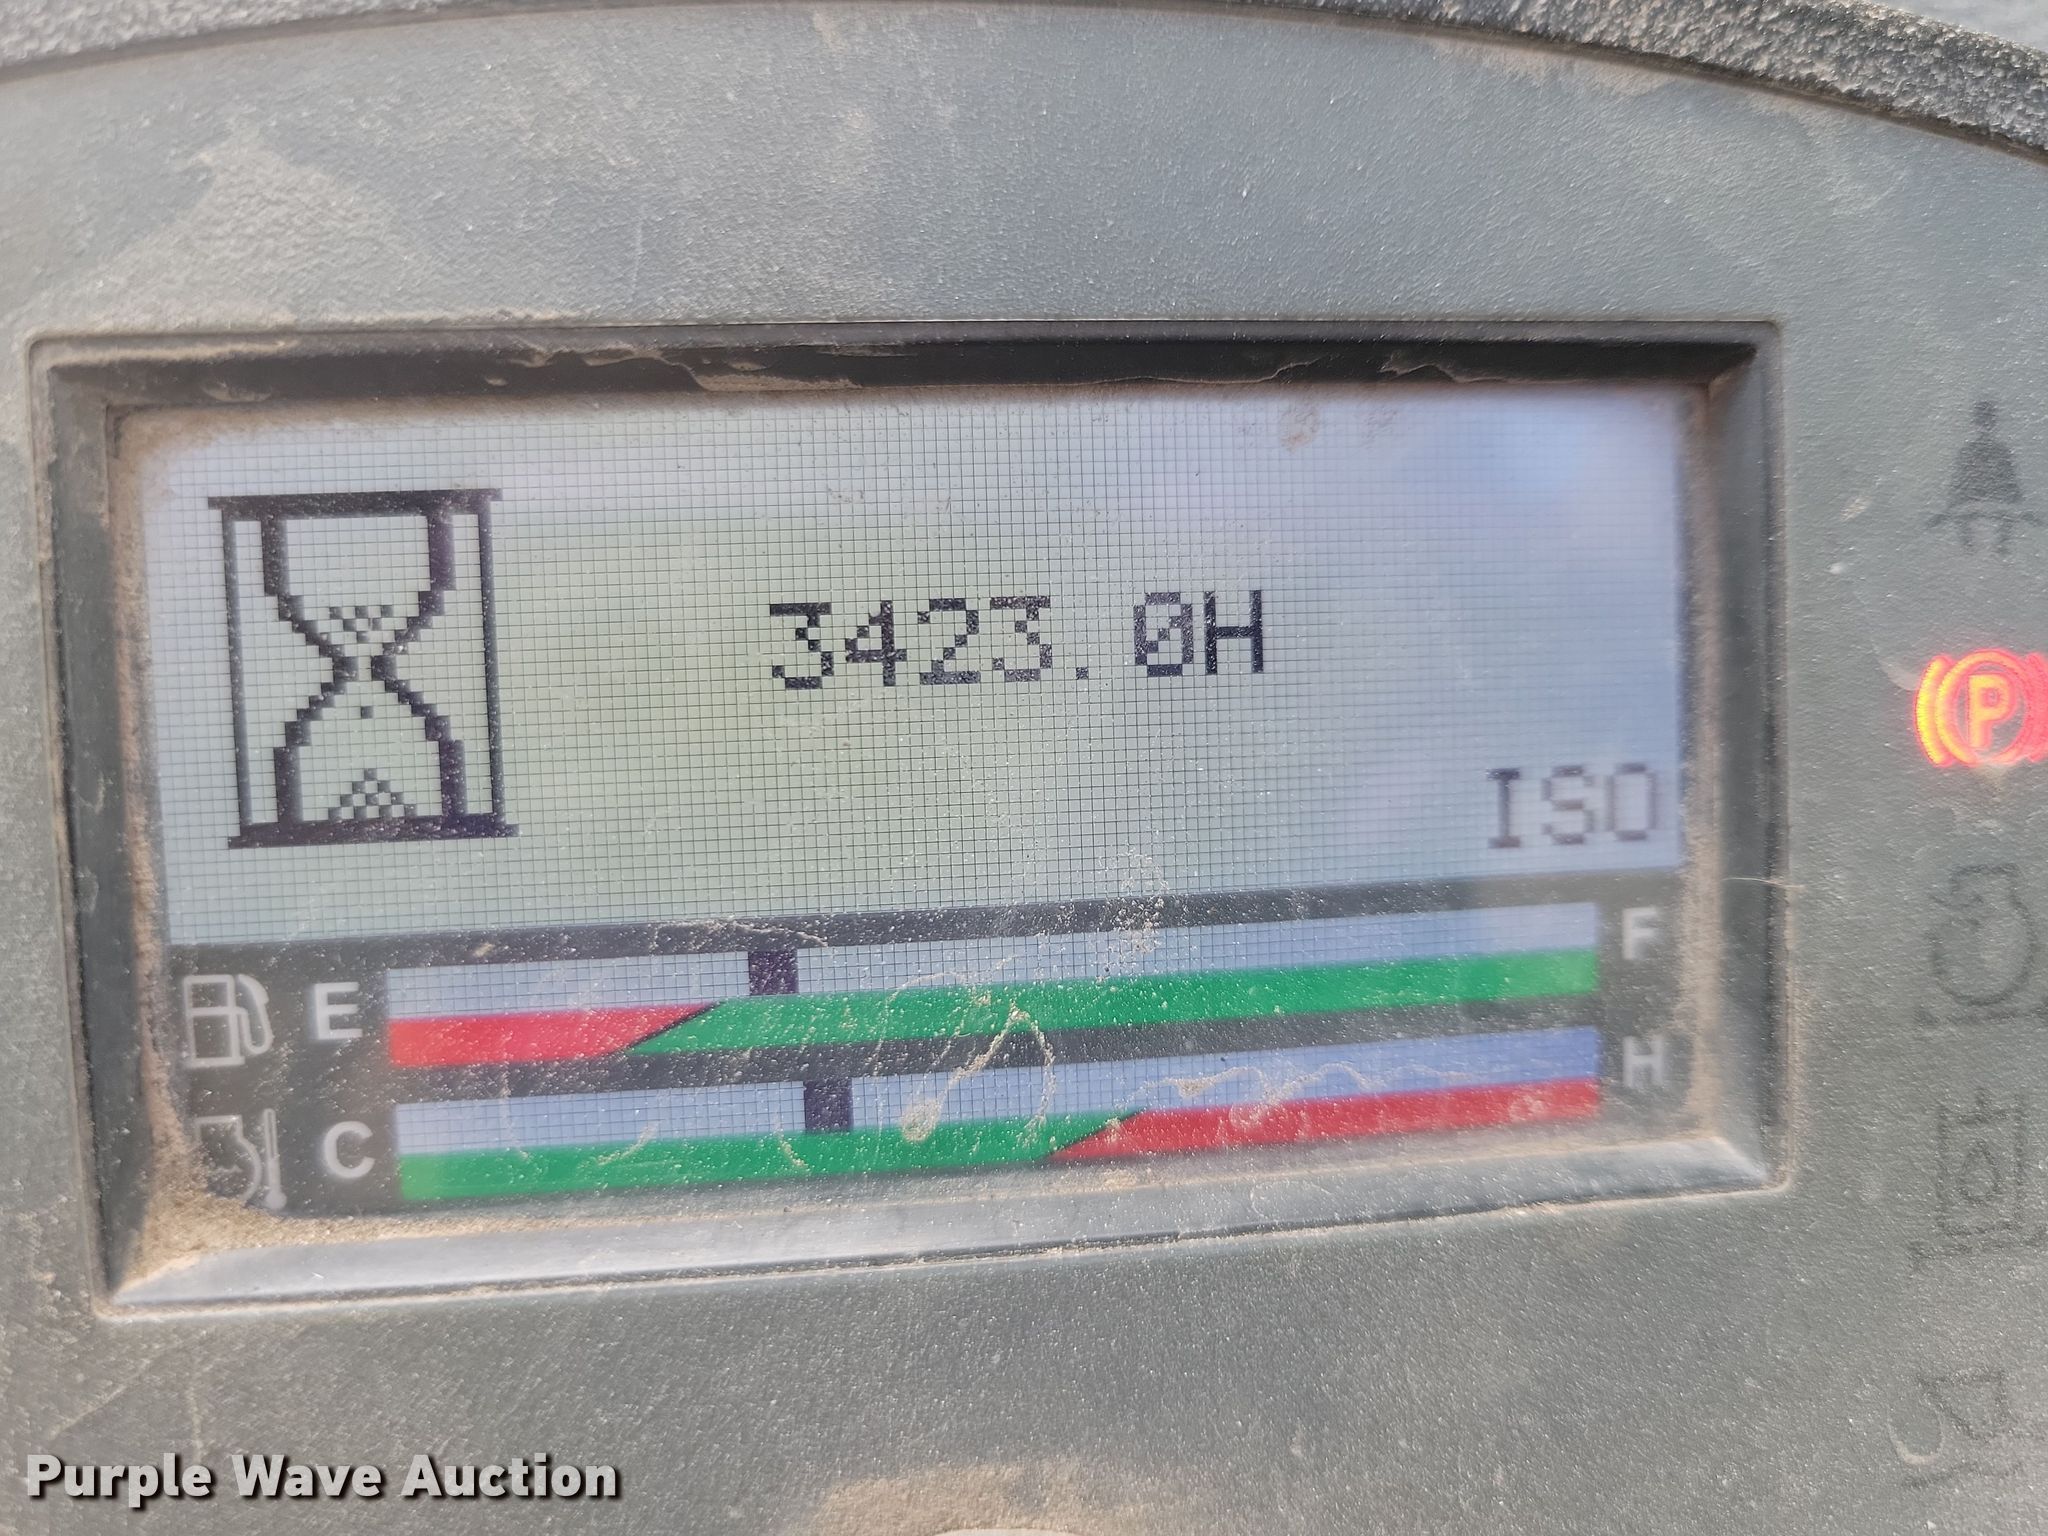 3423.0H
ISO
E F
C H
P
Purple Wave Auction